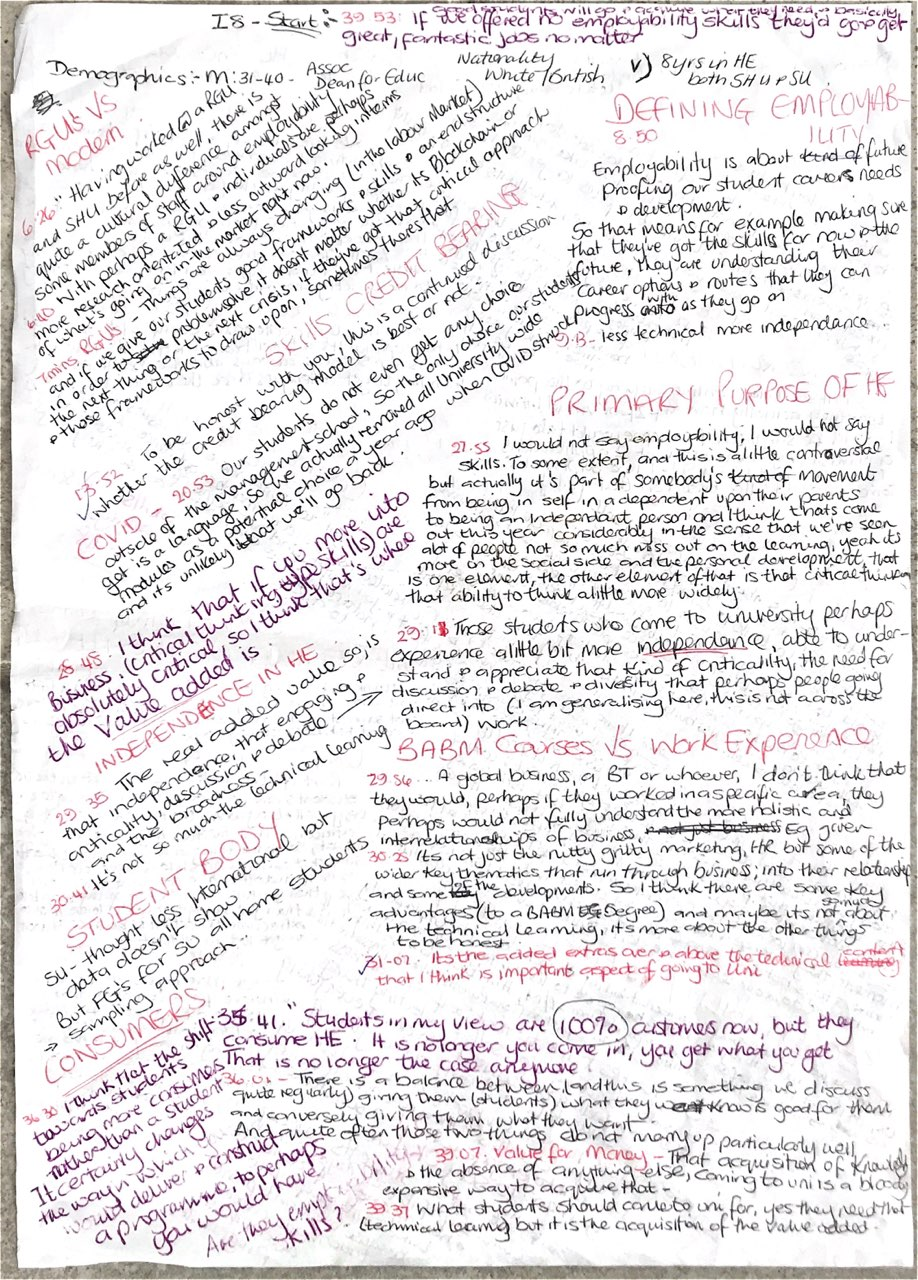 I8 - Start:- 39.53: If we offered no employability skills they'd go & get
great, fantastic jobs no matter
good students will go & acquire what they need, & basically
Demographics:- M: 31-40 - Assoc
Dean for Educ
Nationality
White British
v) 8yrs in HE
both SHU & SU
RGU's Vs
modern
6.26 "Having worked @ a RGU
and SHU before as well, there is
quite a cultural difference amongst
some members of staff around employability
6.40 With perhaps a RGU & individuals are perhaps
more research orientated & less outward looking in terms
of what's going on in the market right now.
7mins RGU's - Things are always changing (in the labour market)
and if we give our students good frameworks & skills & an end structure
in order to problem solve, it doesn't matter whether its Blockchain or
the next thing or the next crisis, if they've got that critical approach
& those frameworks to draw upon, sometimes theres that
DEFINING EMPLOYAB-
ILITY
8.50
Employability is about kind of future
proofing our student careers needs
& development.
So that means for example making sure
that they've got the skills for now & the
future, they are understanding their
career options & routes that they can
progress with as they go on
9.13 - less technical more independence...
SKILLS CREDIT BEARING
13.52 To be honest with you, this is a continued discussion
whether the credit bearing model is best or not.
COVID - 20.53 Our students do not even get any choice
outside of the management school, so the only choice our students
get is a language, so we actually removed all University wide
modules as a potential choice a year ago when COVID struck
and its unlikely that we'll go back.
PRIMARY PURPOSE OF HE
27.55 I would not say employability, I would not say
skills. To some extent, and this is a little controversial
but actually it's part of somebody's kind of movement
from being in self in a dependent upon their parents
to being an independant person and I think thats come
out this year considerably in the sense that we've seen
alot of people not so much miss out on the learning, yeah its
more on the social side and the personal development, that
is one element, the other element of that is that critical thinking
that ability to think a little more widely.
28.45 I think that if you move into
business, (critical thinking type skills) are
absolutely critical, so I think that's where
the value added is
29.13 Those students who come to university perhaps
experience a little bit more independance, able to under-
stand & appreciate that kind of criticality, the need for
discussion & debate & diversity that perhaps people going
direct into (I am generalising here, this is not across the
board) work.
INDEPENDENCE IN HE
29.35 The real added value so, is
that independence, that engaging &
criticality, discussion & debate
and the broadness -
30.41 It's not so much the technical learning
BABM Courses Vs Work Experience
29.56... A global business, a BT or whoever, I don't think that
they would, perhaps if they worked in a specific area, they
perhaps would not fully understand the more holistic and
interrelationships of business, not just business Eg given
30.25 Its not just the nutty gritty marketing, HR but some of the
wider key thematics that run through business, into their relationship
and some of the developments. So I think there are some key
advantages (to a BABM Degree) and maybe its not so much about
the technical learning, its more about the other things
to be honest
31-07. Its the added extras over & above the technical content
that I think is important aspect of going to Uni
STUDENT BODY
SU - thought less International but
data doesn't show
But FG's for SU all home students
→ sampling approach...
CONSUMERS
35.41. "Students in my view are 100% customers now, but they
consume HE. It is no longer you come in, you get what you get
That is no longer the case anymore.
36.01 - There is a balance between (and this is something we discuss
quite regularly) giving them (students) what they know is good for them
and conversely giving them, what they want.
And quite often those two things do not marry up particularly well
36.30 I think that the shift
towards students
being more consumers
rather than a student
It certainly changes
the way in which you
would deliver & construct
a programme, to perhaps
you would have
Are they employability
skills?
39.07. Value for Money - That acquisition of knowledge
& the absence of anything else, coming to uni is a bloody
expensive way to acquire that -
39.37 What students should come to uni for, yes they need that
(technical learning) but it is the acquisition of the value added.